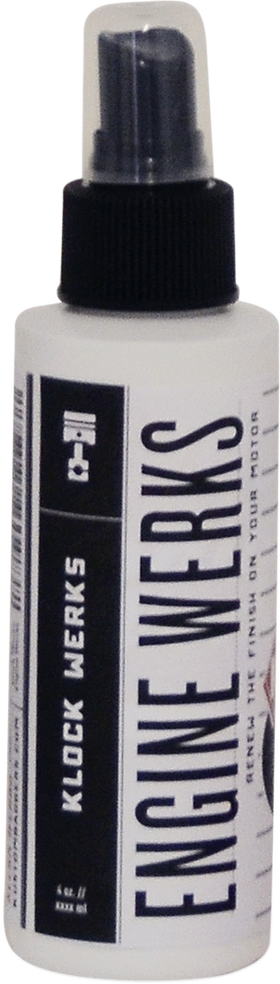 KLOCK WERKS
4 oz. //
xxxx ml
ENGINE WERKS
RENEW THE FINISH ON YOUR MOTOR